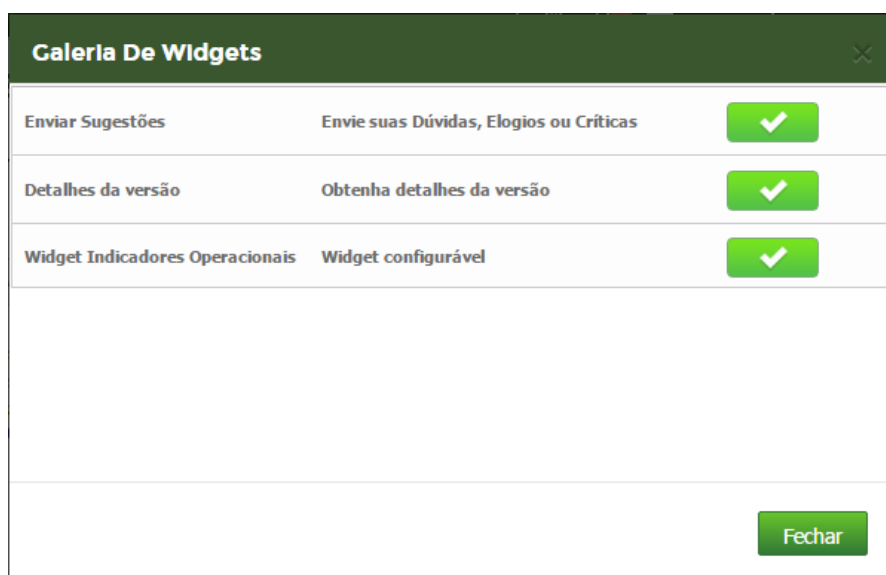 Galeria De Widgets
Enviar Sugestões Envie suas Dúvidas, Elogios ou Críticas
Detalhes da versão Obtenha detalhes da versão
Widget Indicadores Operacionais Widget configurável
Fechar